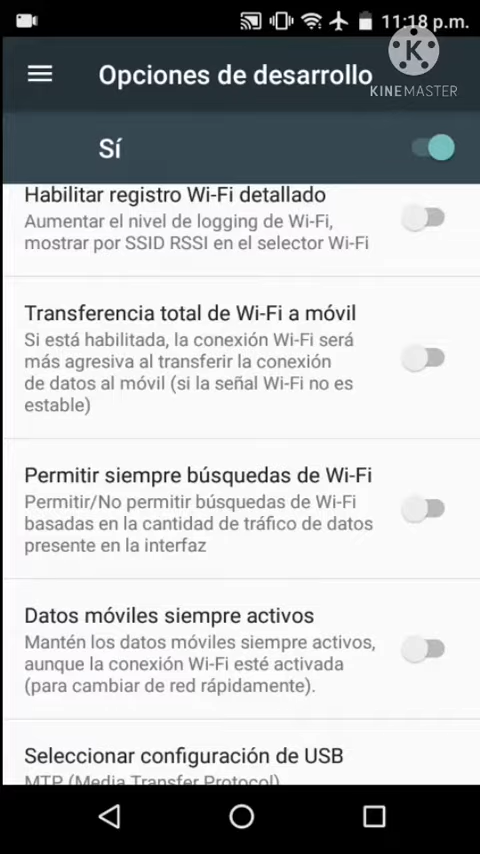 11:18 p.m.
Opciones de desarrollo
K
KINEMASTER
Sí
Habilitar registro Wi-Fi detallado
Aumentar el nivel de logging de Wi-Fi,
mostrar por SSID RSSI en el selector Wi-Fi
Transferencia total de Wi-Fi a móvil
Si está habilitada, la conexión Wi-Fi será
más agresiva al transferir la conexión
de datos al móvil (si la señal Wi-Fi no es
estable)
Permitir siempre búsquedas de Wi-Fi
Permitir/No permitir búsquedas de Wi-Fi
basadas en la cantidad de tráfico de datos
presente en la interfaz
Datos móviles siempre activos
Mantén los datos móviles siempre activos,
aunque la conexión Wi-Fi esté activada
(para cambiar de red rápidamente).
Seleccionar configuración de USB
MTP (Media Transfer Protocol)